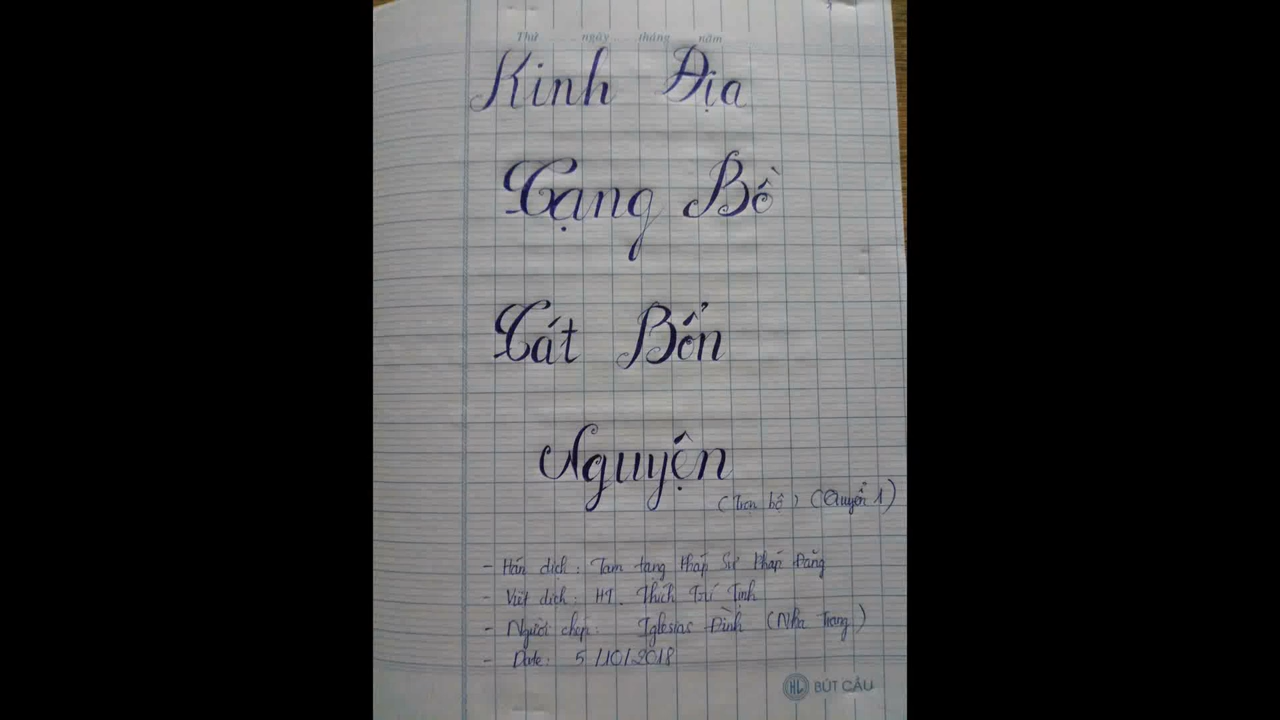 Thứ ngày tháng năm
Kinh Địa
Tạng Bồ
Tát Bổn
Nguyện
(Trọn bộ) (Quyển 1)
- Hán dịch: Tam tạng Pháp Sư Pháp Đăng
- Việt dịch: HT. Thích Trí Tịnh
- Người chép: Iglesias Đình (Nha Trang)
- Date: 5/10/2018
HL BÚT CẦU